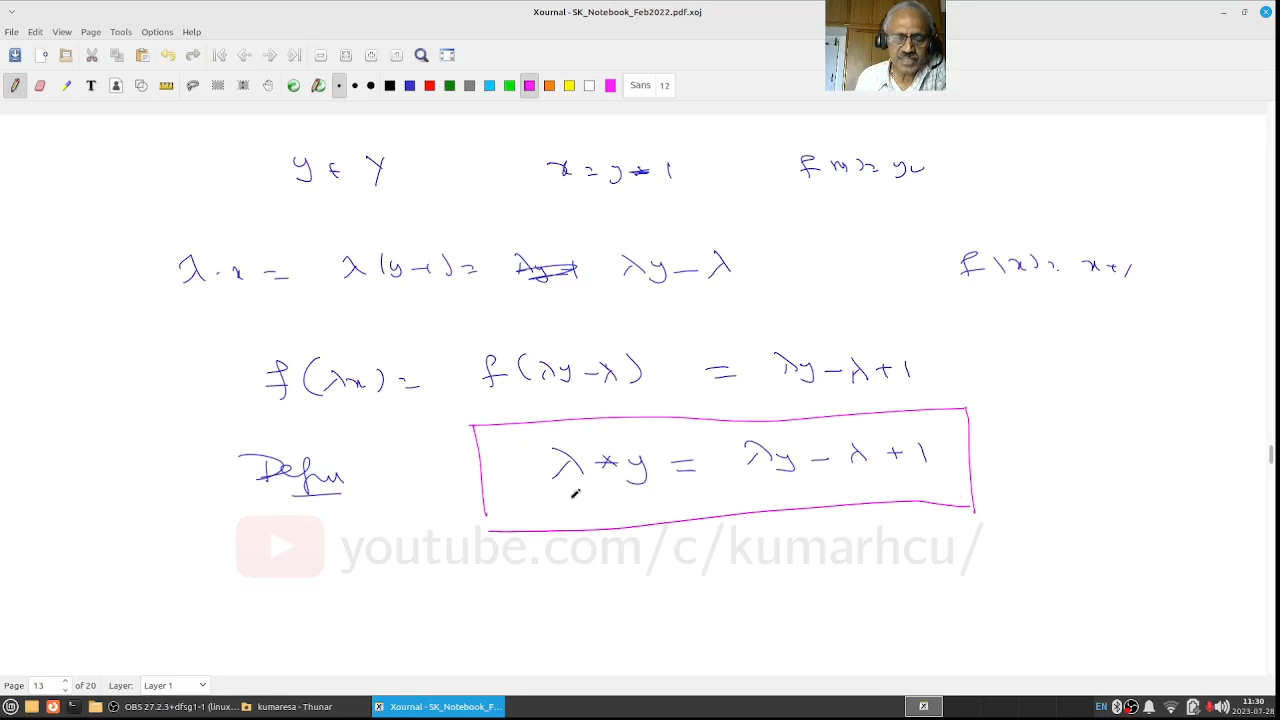 Xournal - SK_Notebook_Feb2022.pdf.xoj
File Edit View Page Tools Options Help
T Sans 12
y ∈ Y x = y - 1 f(x) = y
λ · x = λ(y-1) = λy - λ f(x) = x+1
f(λx) = f(λy-λ) = λy - λ + 1
Defn λ * y = λy - λ + 1
youtube.com/c/kumarhcu/
Page 13 of 20 Layer: Layer 1
OBS 27.2.3+dfsg1-1 (linux... kumaresa - Thunar Xournal - SK_Notebook_F... EN 11:30
2023-07-28